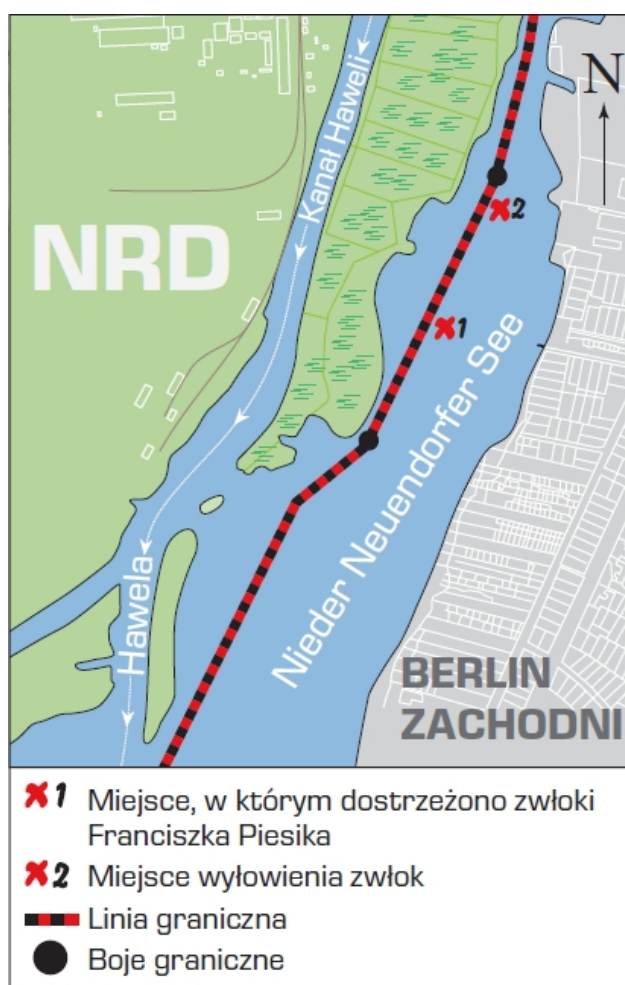 N
Kanał Haweli
NRD
2
1
Nieder Neuendorfer See
Hawela
BERLIN
ZACHODNI
1 Miejsce, w którym dostrzeżono zwłoki
Franciszka Piesika
2 Miejsce wyłowienia zwłok
Linia graniczna
Boje graniczne